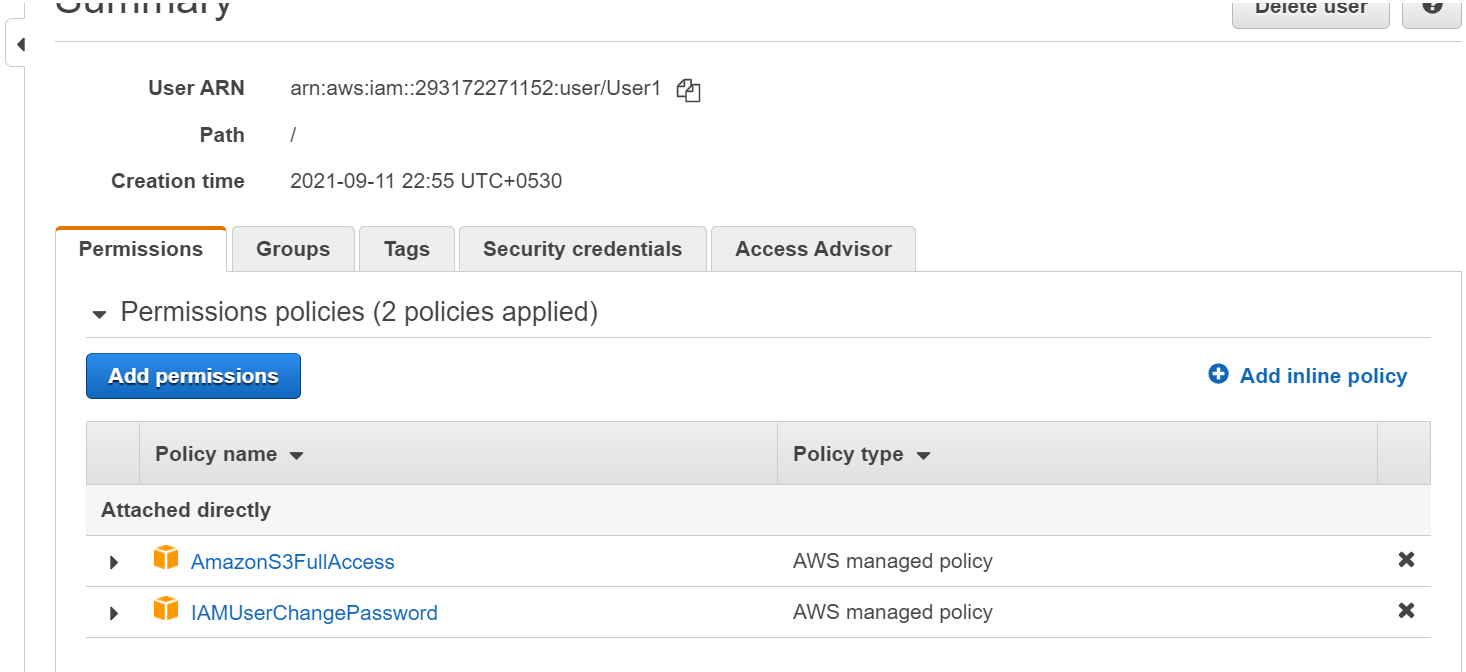 Summary
Delete user
User ARN arn:aws:iam::293172271152:user/User1
Path /
Creation time 2021-09-11 22:55 UTC+0530
Permissions Groups Tags Security credentials Access Advisor
Permissions policies (2 policies applied)
Add permissions
Add inline policy
Policy name Policy type
Attached directly
AmazonS3FullAccess AWS managed policy
IAMUserChangePassword AWS managed policy